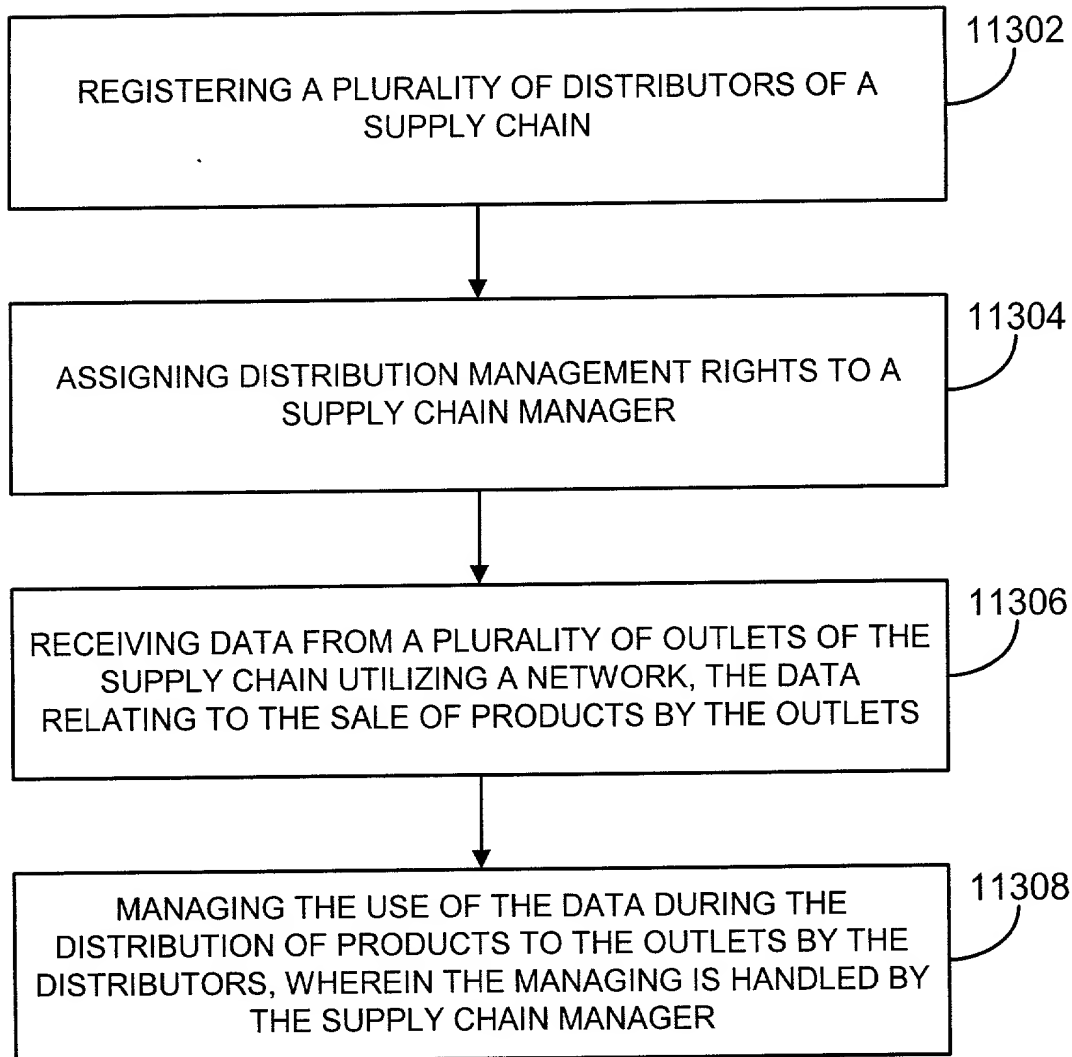 11302
REGISTERING A PLURALITY OF DISTRIBUTORS OF A
SUPPLY CHAIN
11304
ASSIGNING DISTRIBUTION MANAGEMENT RIGHTS TO A
SUPPLY CHAIN MANAGER
11306
RECEIVING DATA FROM A PLURALITY OF OUTLETS OF THE
SUPPLY CHAIN UTILIZING A NETWORK, THE DATA
RELATING TO THE SALE OF PRODUCTS BY THE OUTLETS
11308
MANAGING THE USE OF THE DATA DURING THE
DISTRIBUTION OF PRODUCTS TO THE OUTLETS BY THE
DISTRIBUTORS, WHEREIN THE MANAGING IS HANDLED BY
THE SUPPLY CHAIN MANAGER